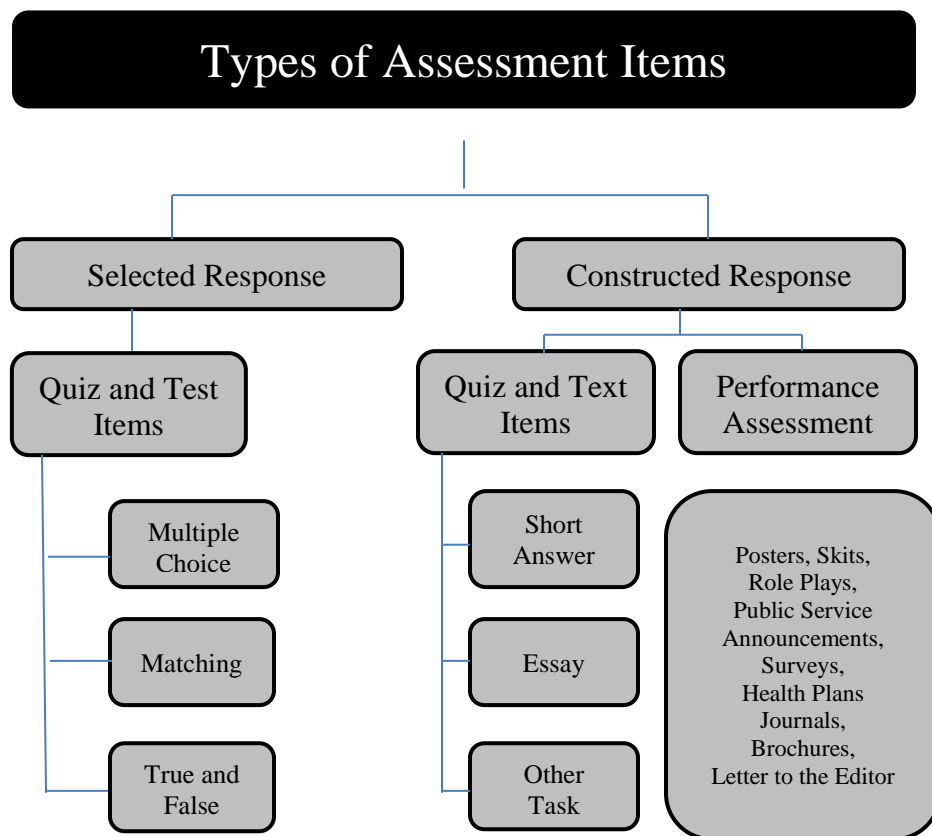 Types of Assessment Items
Selected Response
Constructed Response
Quiz and Test
Items
Quiz and Text
Items
Performance
Assessment
Multiple
Choice
Matching
True and
False
Short
Answer
Essay
Other
Task
Posters, Skits,
Role Plays,
Public Service
Announcements,
Surveys,
Health Plans
Journals,
Brochures,
Letter to the Editor